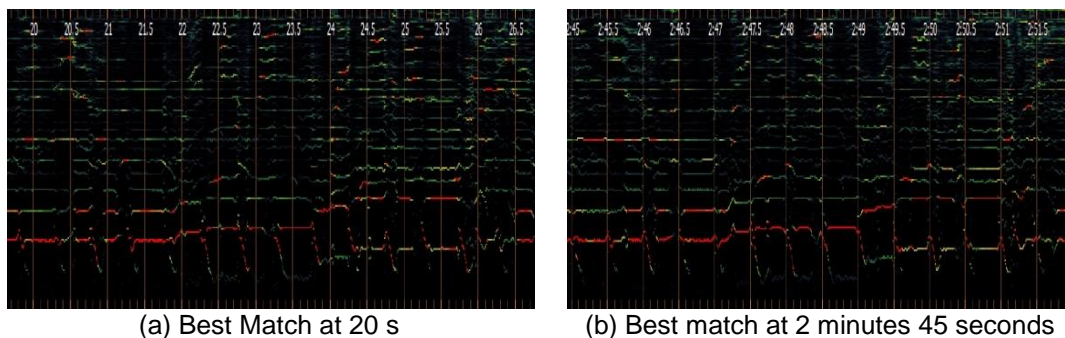 20 20.5 21 21.5 22 22.5 23 23.5 24 24.5 25 25.5 26 26.5
2:45 2:45.5 2:46 2:46.5 2:47 2:47.5 2:48 2:48.5 2:49 2:49.5 2:50 2:50.5 2:51 2:51.5
(a) Best Match at 20 s
(b) Best match at 2 minutes 45 seconds